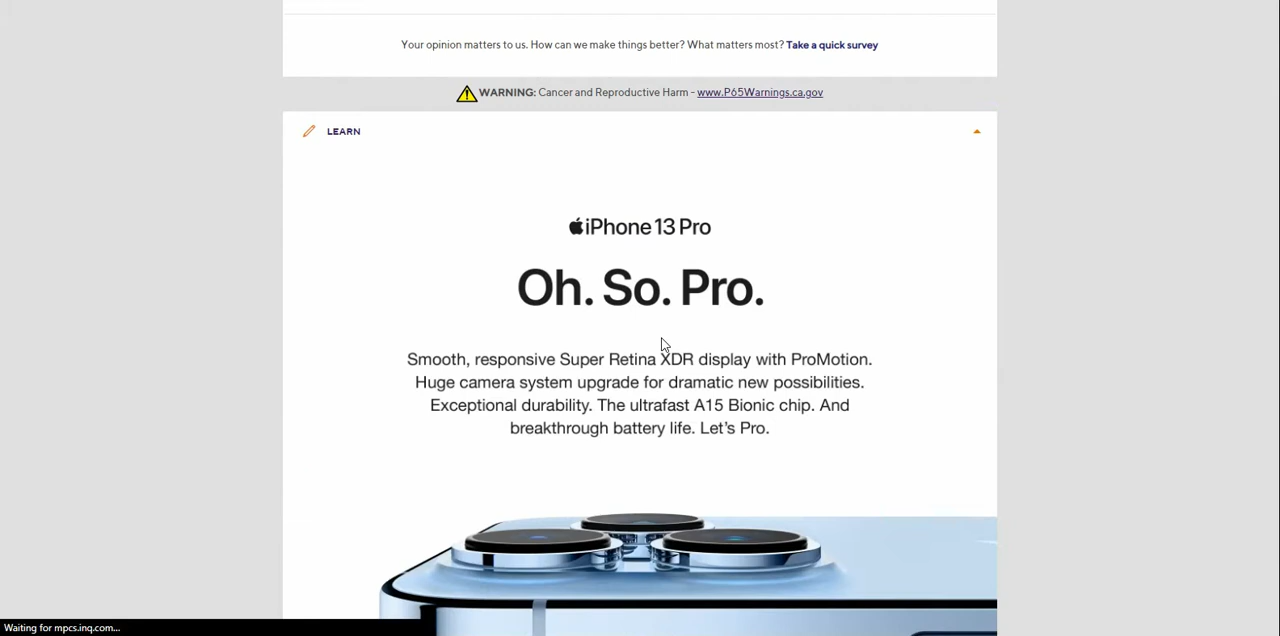 Your opinion matters to us. How can we make things better? What matters most? Take a quick survey
WARNING: Cancer and Reproductive Harm - www.P65Warnings.ca.gov
LEARN
iPhone 13 Pro
Oh. So. Pro.
Smooth, responsive Super Retina XDR display with ProMotion.
Huge camera system upgrade for dramatic new possibilities.
Exceptional durability. The ultrafast A15 Bionic chip. And
breakthrough battery life. Let’s Pro.
Waiting for mpcs.inq.com...